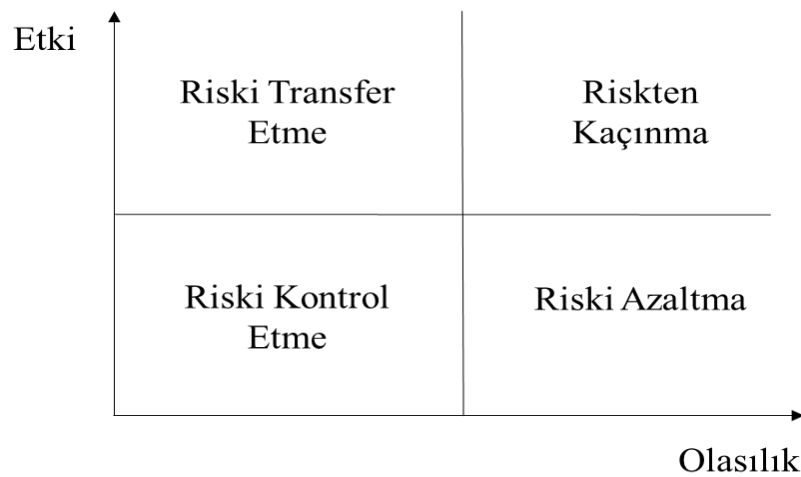 Etki
Riski Transfer
Etme
Riskten
Kaçınma
Riski Kontrol
Etme
Riski Azaltma
Olasılık